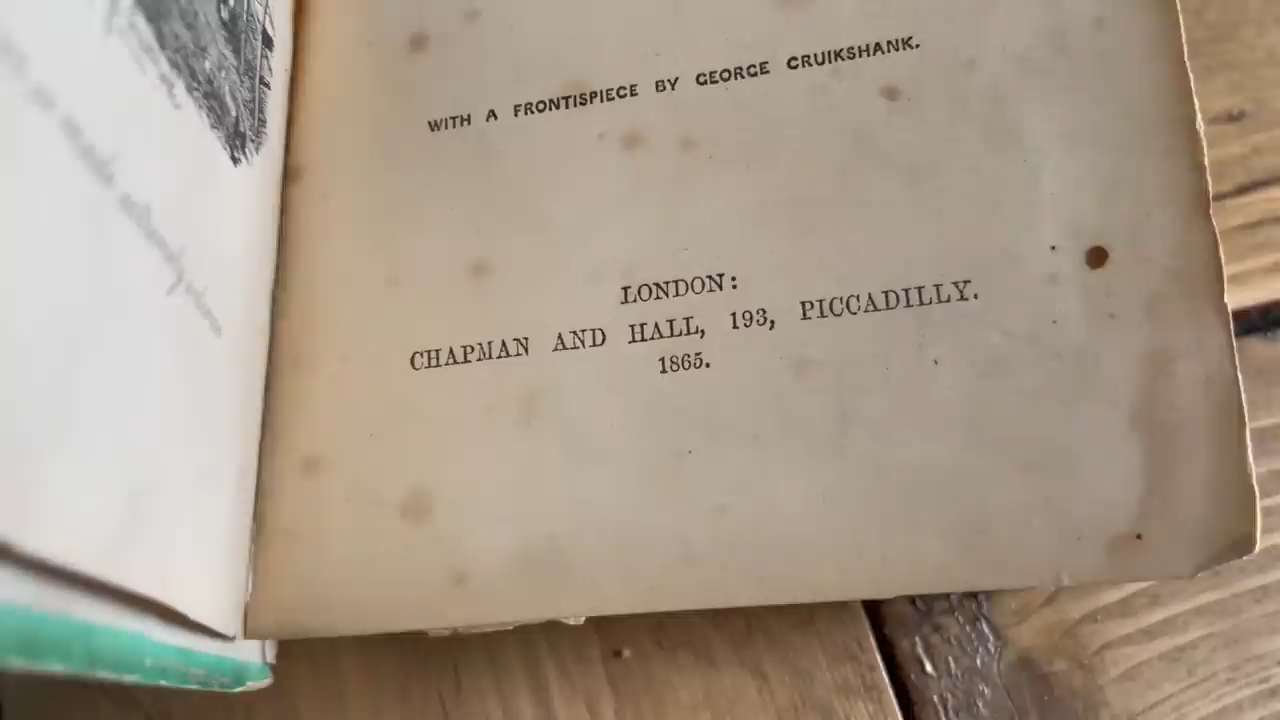 WITH A FRONTISPIECE BY GEORGE CRUIKSHANK.
LONDON:
CHAPMAN AND HALL, 193, PICCADILLY.
1865.